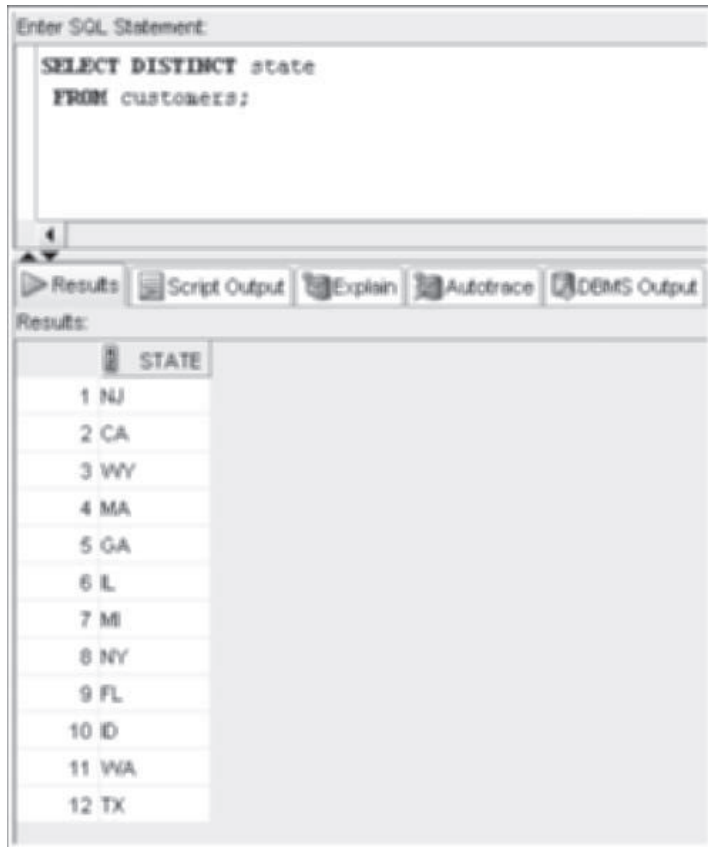 Enter SQL Statement:
SELECT DISTINCT state
FROM customers;
Results Script Output Explain Autotrace DBMS Output
Results:
STATE
1 NJ
2 CA
3 WY
4 MA
5 GA
6 IL
7 MI
8 NY
9 FL
10 ID
11 WA
12 TX